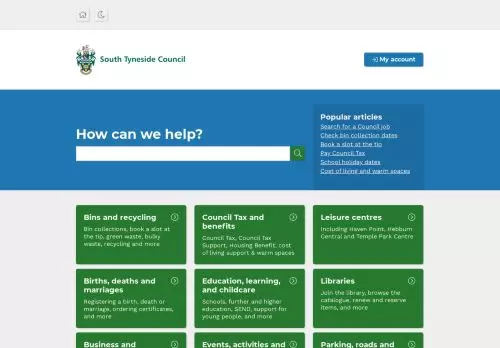 South Tyneside Council
My account
How can we help?
Popular articles
Search for a Council job
Check bin collection dates
Book a slot at the tip
Pay Council Tax
School holiday dates
Cost of living and warm spaces
Bins and recycling
Bin collections, book a slot at
the tip, green waste, bulky
waste, recycling and more
Council Tax and
benefits
Council Tax, Council Tax
Support, Housing Benefit, cost
of living support & warm spaces
Leisure centres
Including Haven Point, Hebburn
Central and Temple Park Centre
Births, deaths and
marriages
Registering a birth, death or
marriage, ordering certificates,
and more
Education, learning,
and childcare
Schools, further and higher
education, SEND, support for
young people, and more
Libraries
Join the library, browse the
catalogue, renew and reserve
items, and more
Business and
Events, activities and
Parking, roads and